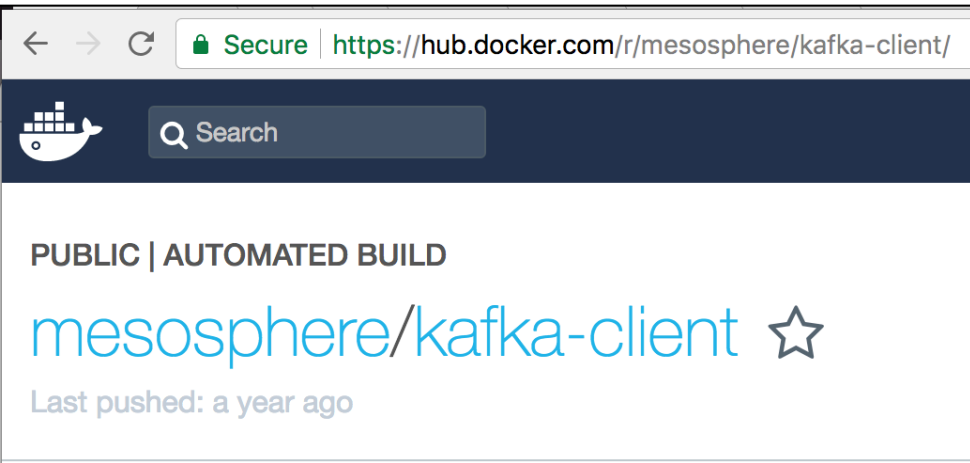 Secure https://hub.docker.com/r/mesosphere/kafka-client/
Search
PUBLIC | AUTOMATED BUILD
mesosphere/kafka-client
Last pushed: a year ago